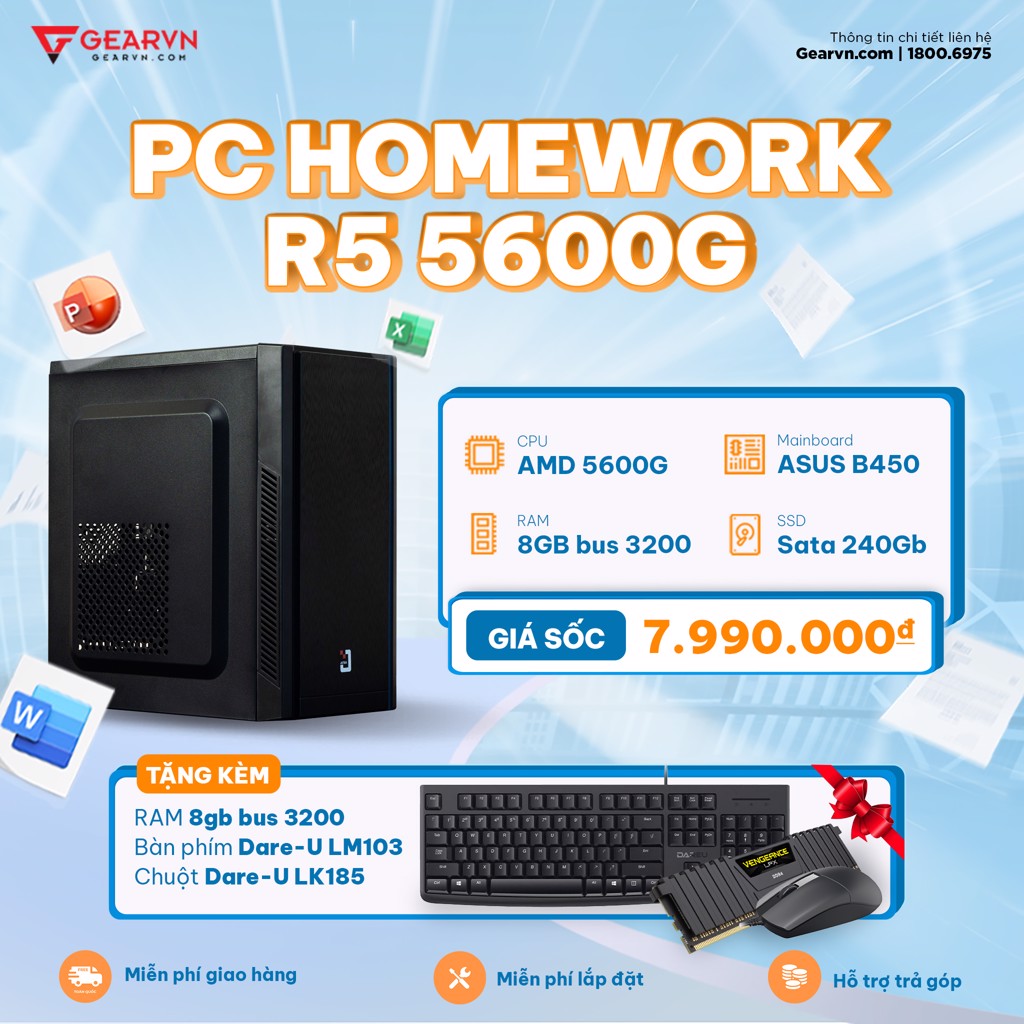 GEARVN
GEARVN.COM
Thông tin chi tiết liên hệ
Gearvn.com | 1800.6975
PC HOMEWORK
R5 5600G
P
X
W
CPU
AMD 5600G
Mainboard
ASUS B450
RAM
8GB bus 3200
SSD
Sata 240Gb
GIÁ SỐC
7.990.000đ
TẶNG KÈM
RAM 8gb bus 3200
Bàn phím Dare-U LM103
Chuột Dare-U LK185
VENGEANCE
LPX
DDR4
FREE
Miễn phí giao hàng
Miễn phí lắp đặt
Hỗ trợ trả góp